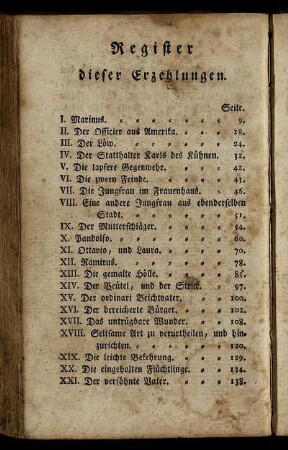 Register
dieser Erzehlungen.
Seite.
I. Marinus. 9.
II. Der Officier aus Amerika. 18.
III. Der Löw. 24.
IV. Der Statthalter Karls des Kühnen. 32.
V. Die tapfere Gegenwehr. 42.
VI. Die zween Feinde. 43.
VII. Die Jungfrau im Frauenhaus. 46.
VIII. Eine andere Jungfrau aus ebenderselben
Stadt. 51.
IX. Der Mutterschläger. 54.
X. Pandolfo. 60.
XI. Ottavio, und Laura. 70.
XII. Ramirus. 78.
XIII. Die gemalte Hölle. 85.
XIV. Der Beutel, und der Strick. 97.
XV. Der ordinari Beichtvater. 100.
XVI. Der bereicherte Bürger. 102.
XVII. Das untrügbare Wunder. 108.
XVIII. Seltsame Art zu verurtheilen, und hin-
zurichten. 120.
XIX. Die leichte Bekehrung. 129.
XX. Die eingeholten Flüchtlinge. 134.
XXI. Der versöhnte Vater. 138.